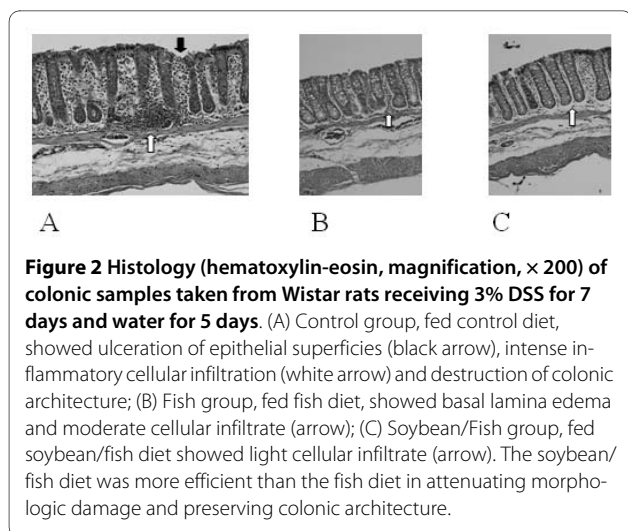 A
B
C
Figure 2 Histology (hematoxylin-eosin, magnification, × 200) of
colonic samples taken from Wistar rats receiving 3% DSS for 7
days and water for 5 days. (A) Control group, fed control diet,
showed ulceration of epithelial superficies (black arrow), intense in-
flammatory cellular infiltration (white arrow) and destruction of colonic
architecture; (B) Fish group, fed fish diet, showed basal lamina edema
and moderate cellular infiltrate (arrow); (C) Soybean/Fish group, fed
soybean/fish diet showed light cellular infiltrate (arrow). The soybean/
fish diet was more efficient than the fish diet in attenuating morpho-
logic damage and preserving colonic architecture.